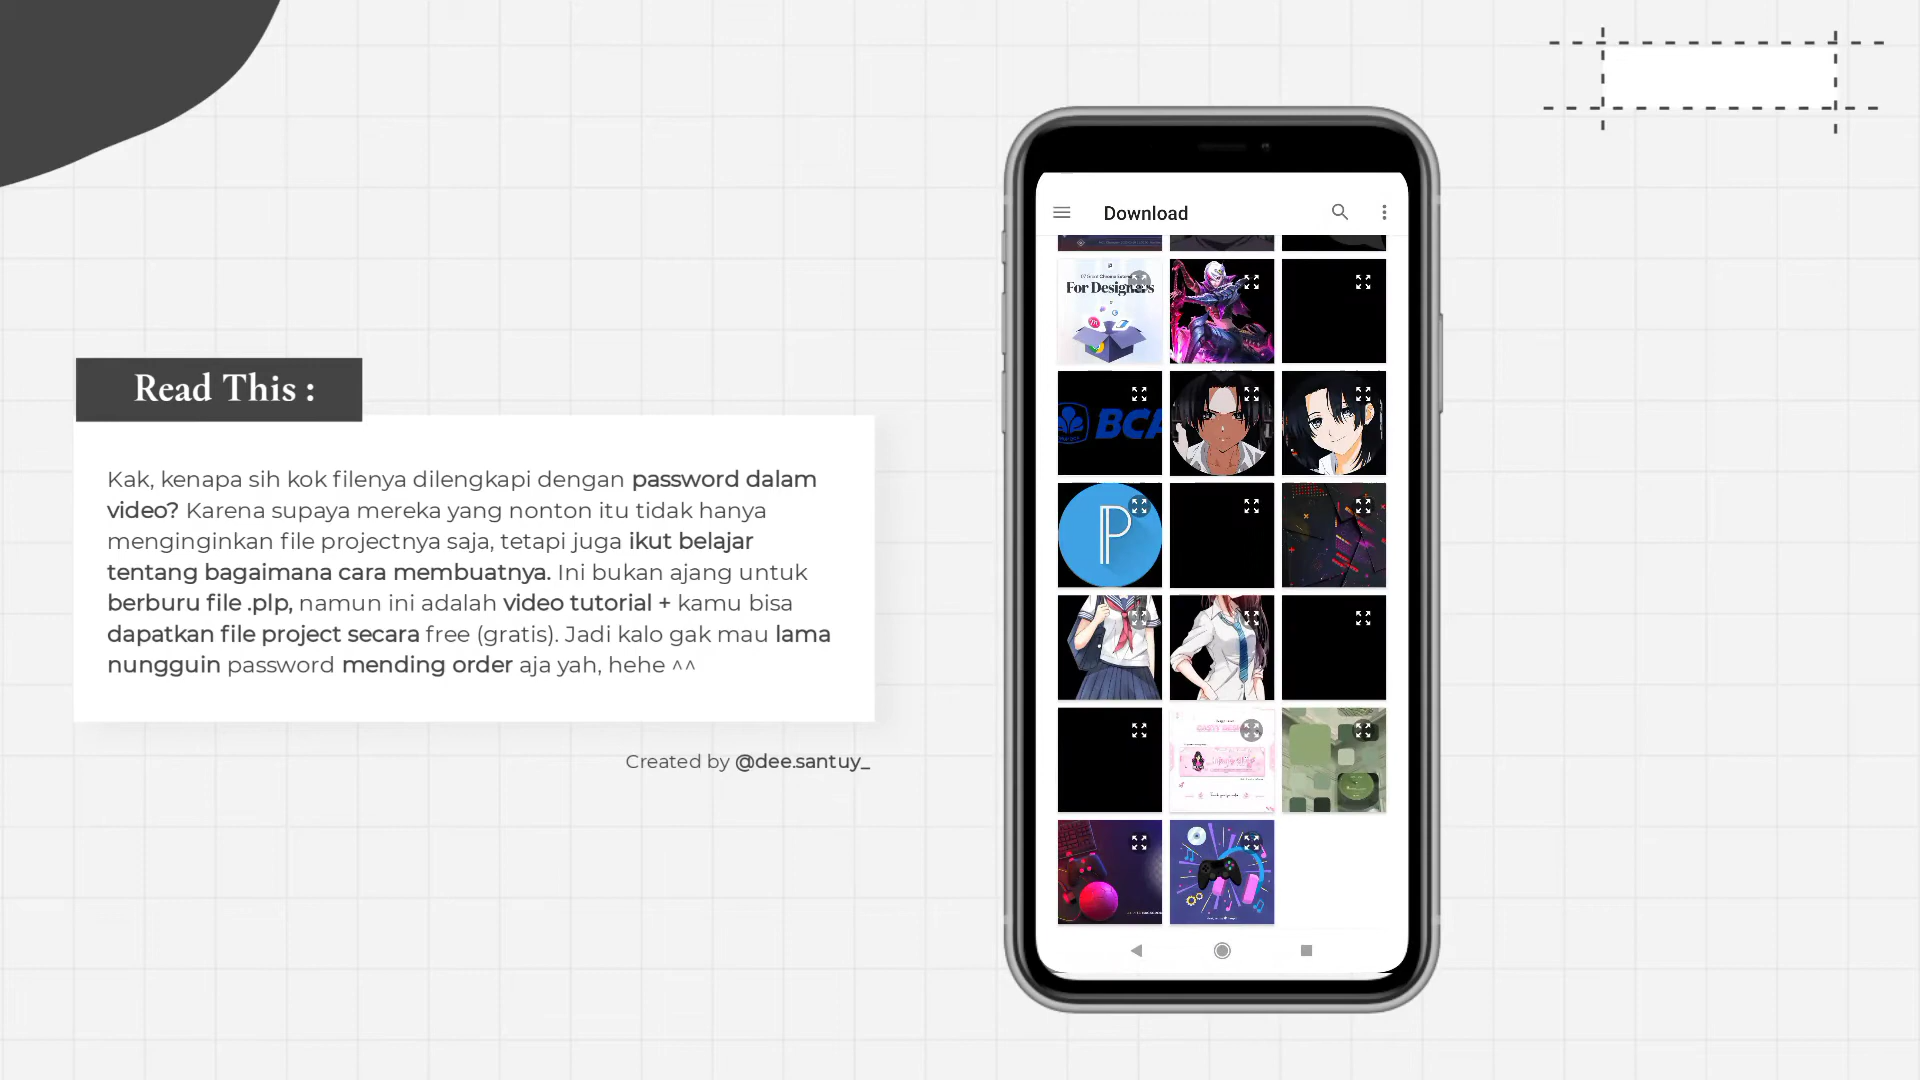 Read This :
Kak, kenapa sih kok filenya dilengkapi dengan password dalam
video? Karena supaya mereka yang nonton itu tidak hanya
menginginkan file projectnya saja, tetapi juga ikut belajar
tentang bagaimana cara membuatnya. Ini bukan ajang untuk
berburu file .plp, namun ini adalah video tutorial + kamu bisa
dapatkan file project secara free (gratis). Jadi kalo gak mau lama
nungguin password mending order aja yah, hehe ^^
Created by @dee.santuy_
Download
For Designers
BCA